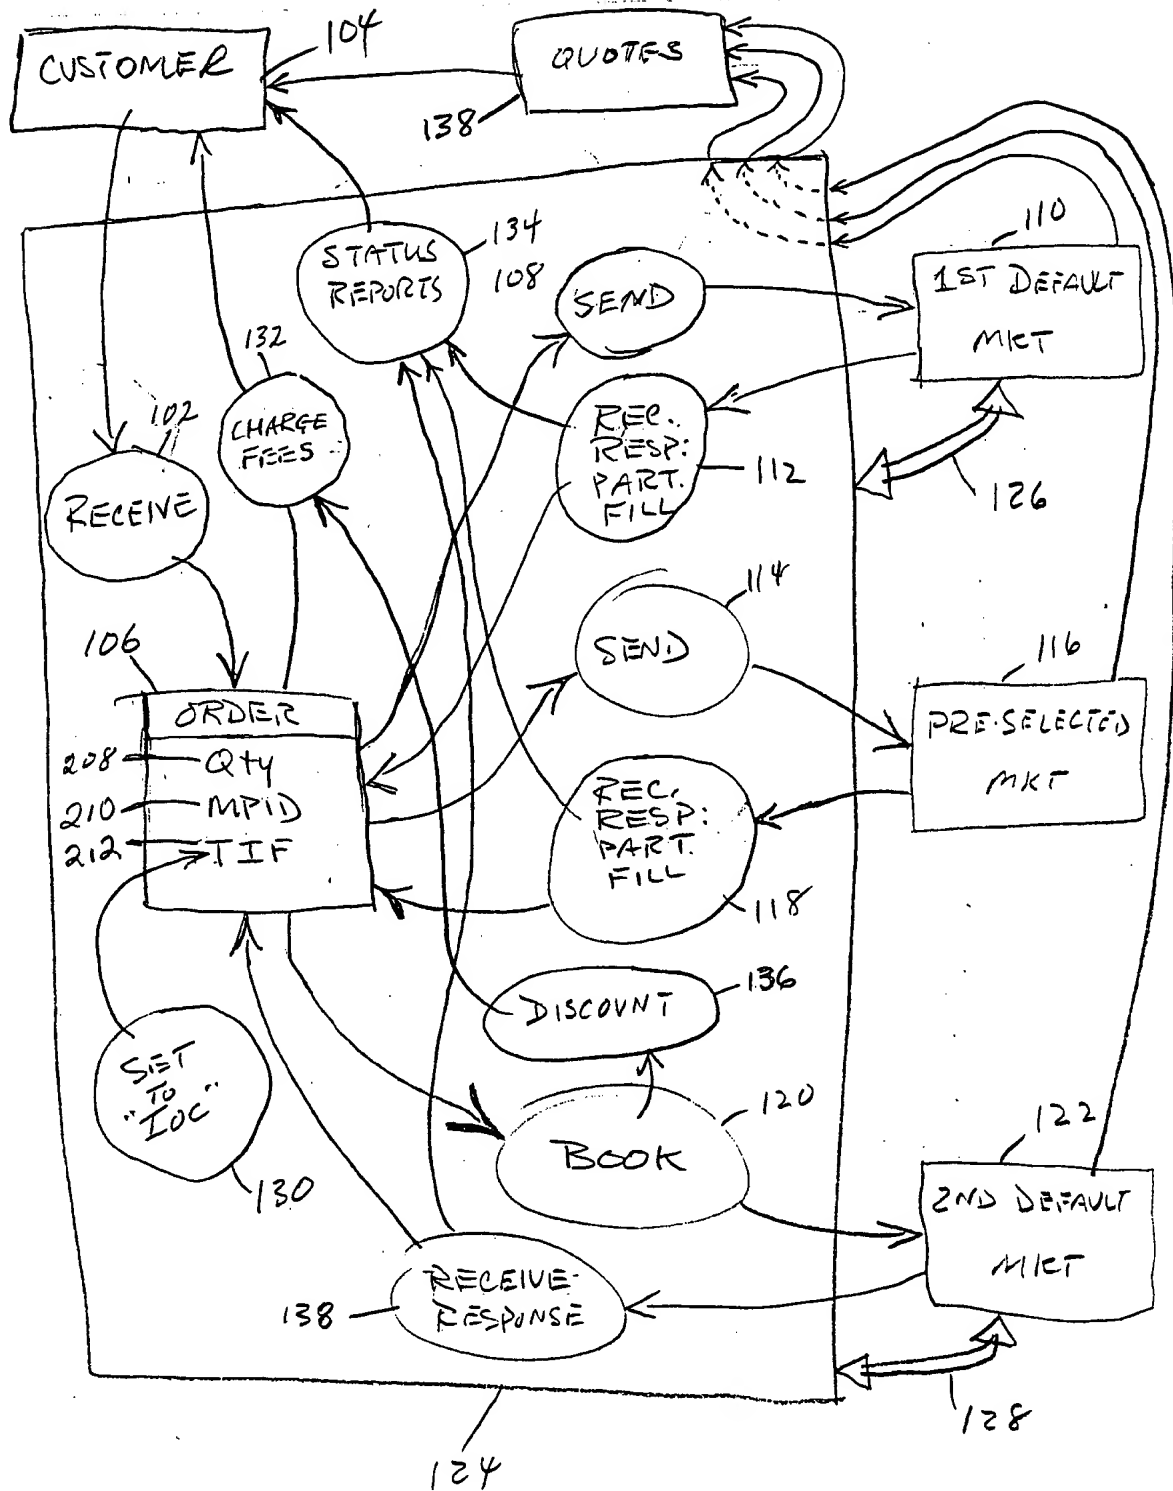 CUSTOMER
104
QUOTES
138
STATUS
REPORTS
134
108
SEND
110
1ST DEFAULT
MKT
132
CHARGE
FEES
102
RECEIVE
REC.
RESP:
PART.
FILL
112
126
114
SEND
106
ORDER
208
Qty
210
MPID
212
TIF
116
PRE-SELECTED
MKT
REC.
RESP:
PART.
FILL
118
DISCOUNT
136
SET
TO
"IOC"
130
BOOK
120
122
2ND DEFAULT
MKT
RECEIVE
RESPONSE
138
128
124